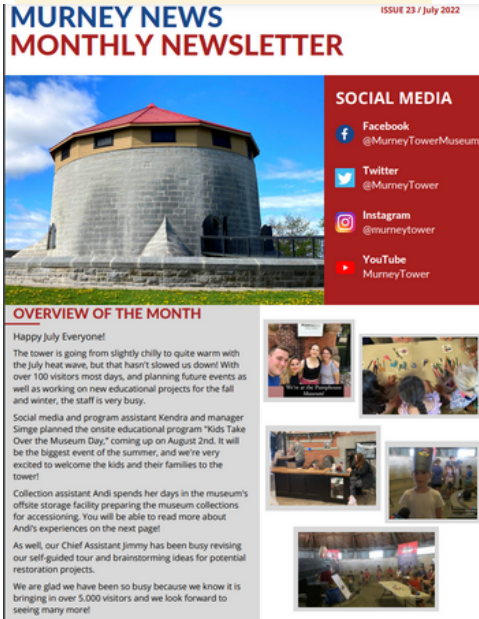 MURNEY NEWS
ISSUE 23 / July 2022
MONTHLY NEWSLETTER
SOCIAL MEDIA
Facebook
@MurneyTowerMuseum
Twitter
@MurneyTower
Instagram
@murneytower
YouTube
MurneyTower
OVERVIEW OF THE MONTH
Happy July Everyone!
The tower is going from slightly chilly to quite warm with
the July heat wave, but that hasn't slowed us down! With
over 100 visitors most days, and planning future events as
well as working on new educational projects for the fall
and winter, the staff is very busy.
Social media and program assistant Kendra and manager
Simge planned the onsite educational program "Kids Take
Over the Museum Day," coming up on August 2nd. It will
be the biggest event of the summer, and we're very
excited to welcome the kids and their families to the
tower!
Collection assistant Andi spends her days in the museum's
offsite storage facility preparing the museum collections
for accessioning. You will be able to read more about
Andi's experiences on the next page!
As well, our Chief Assistant Jimmy has been busy revising
our self-guided tour and brainstorming ideas for potential
restoration projects.
We are glad we have been so busy because we know it is
bringing in over 5.000 visitors and we look forward to
seeing many more!
We're at the Pumphouse
Museum!